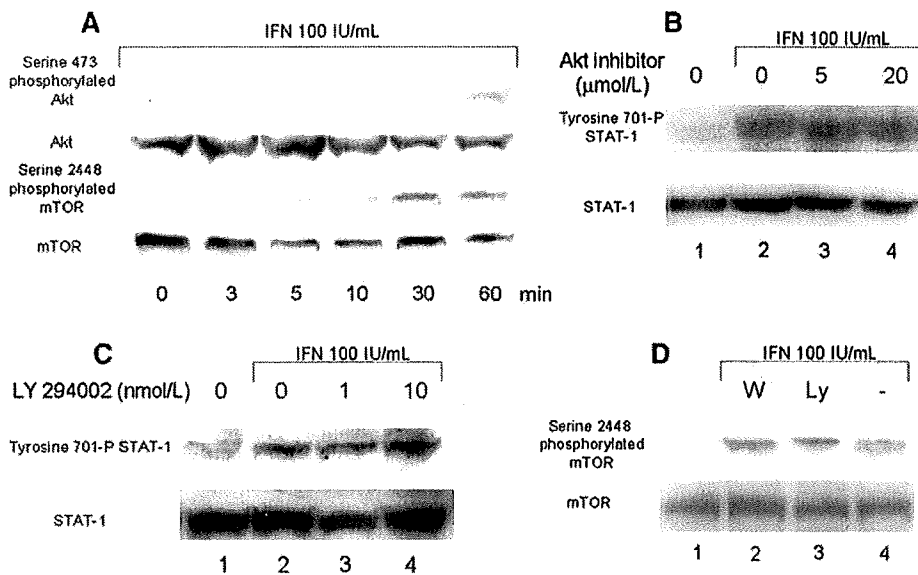 A
IFN 100 IU/mL
Serine 473
phosphorylated
Akt
Akt
Serine 2448
phosphorylated
mTOR
mTOR
0 3 5 10 30 60 min
B
IFN 100 IU/mL
Akt inhibitor
(μmol/L)
0 0 5 20
Tyrosine 701-P
STAT-1
STAT-1
1 2 3 4
C
IFN 100 IU/mL
LY 294002 (nmol/L) 0 0 1 10
Tyrosine 701-P STAT-1
STAT-1
1 2 3 4
D
IFN 100 IU/mL
W Ly -
Serine 2448
phosphorylated
mTOR
mTOR
1 2 3 4